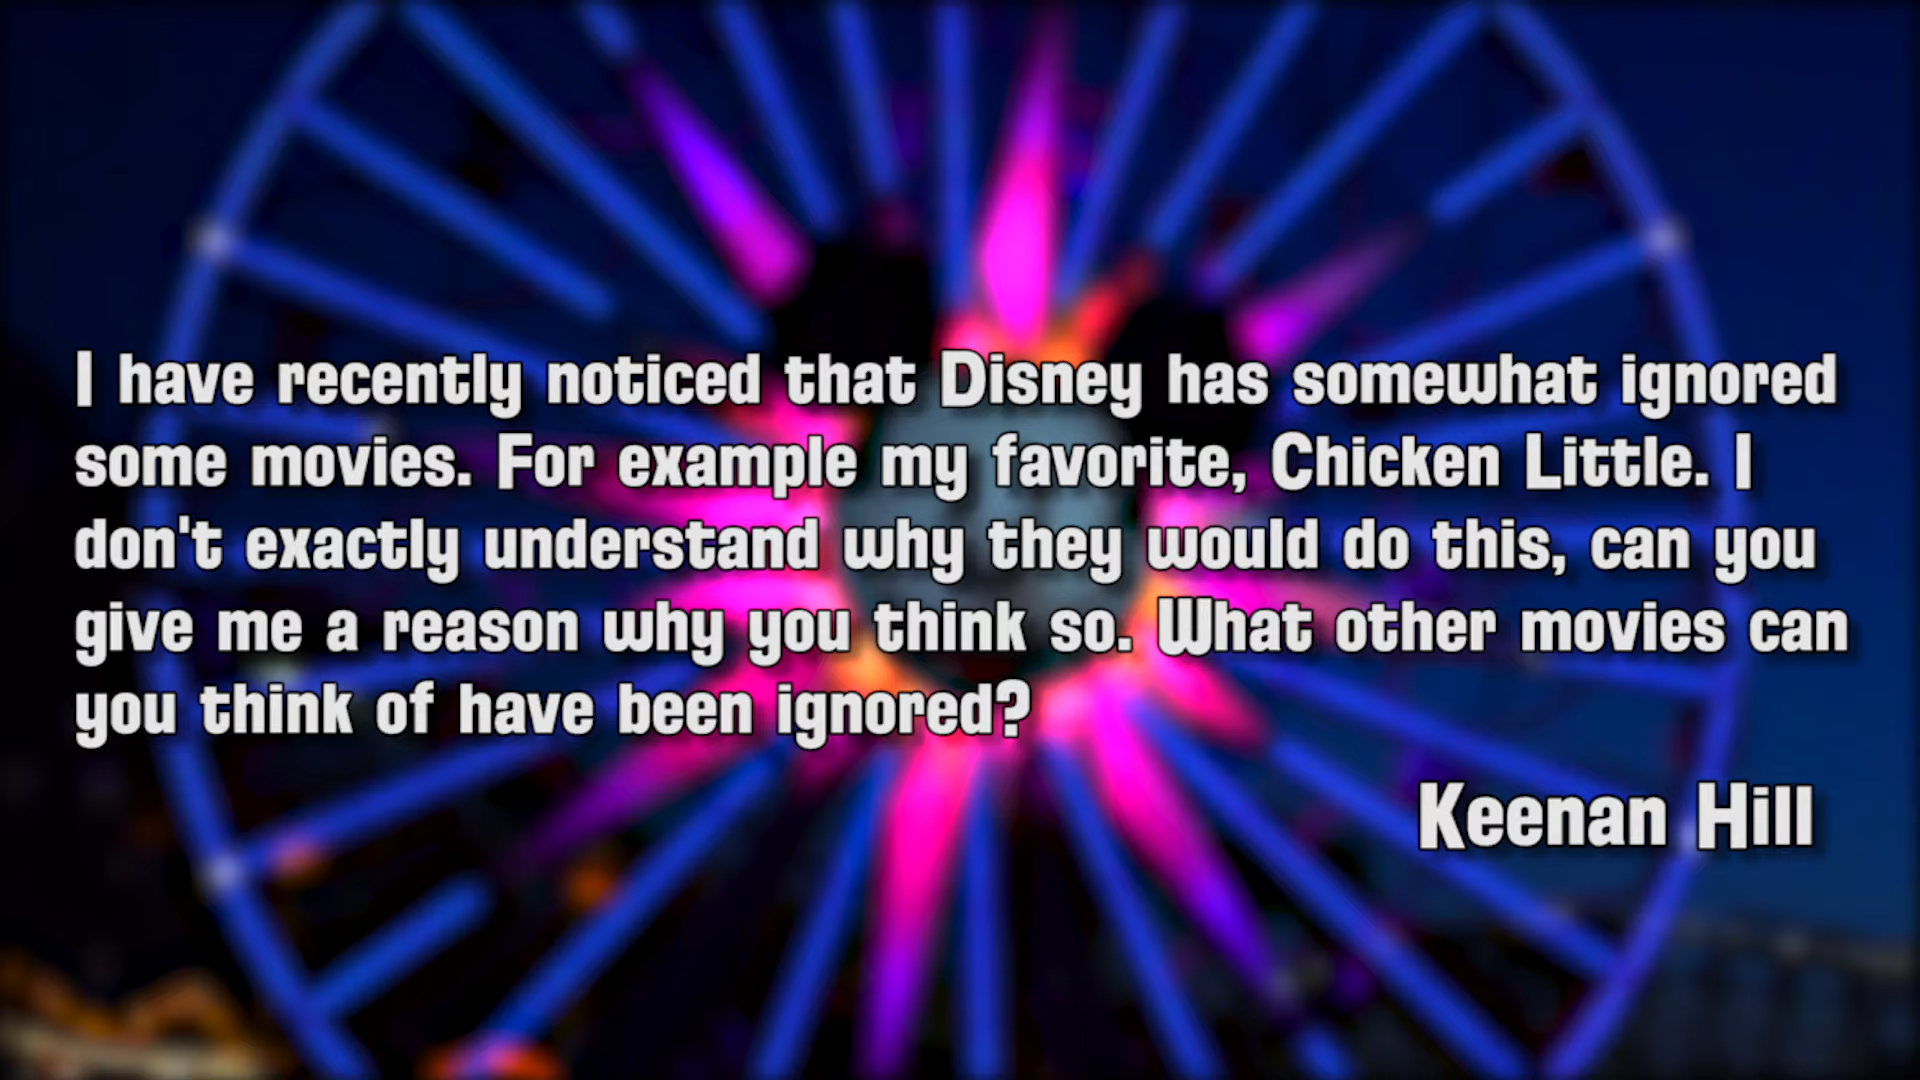 I have recently noticed that Disney has somewhat ignored
some movies. For example my favorite, Chicken Little. I
don't exactly understand why they would do this, can you
give me a reason why you think so. What other movies can
you think of have been ignored?
Keenan Hill